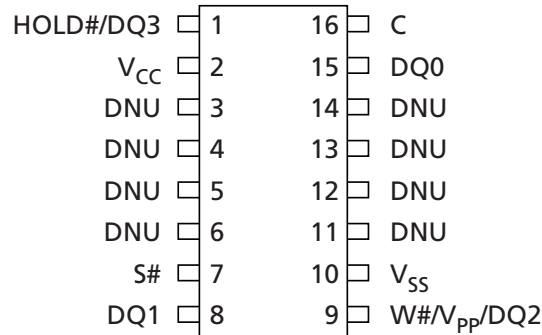 HOLD#/DQ3 1 16 C
VCC 2 15 DQ0
DNU 3 14 DNU
DNU 4 13 DNU
DNU 5 12 DNU
DNU 6 11 DNU
S# 7 10 VSS
DQ1 8 9 W#/VPP/DQ2